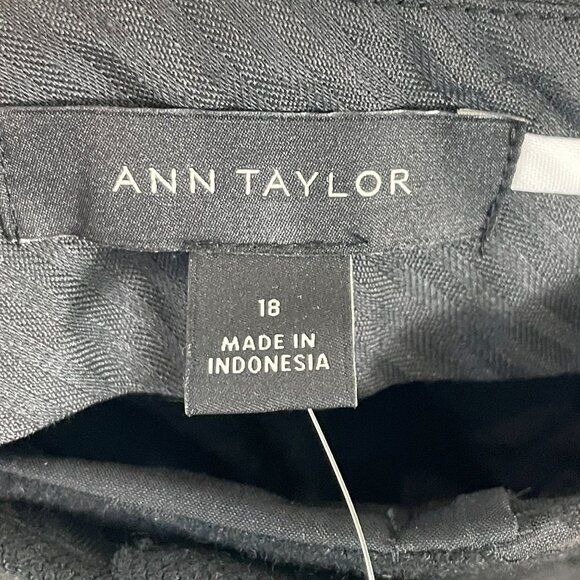 ANN TAYLOR
18
MADE IN
INDONESIA